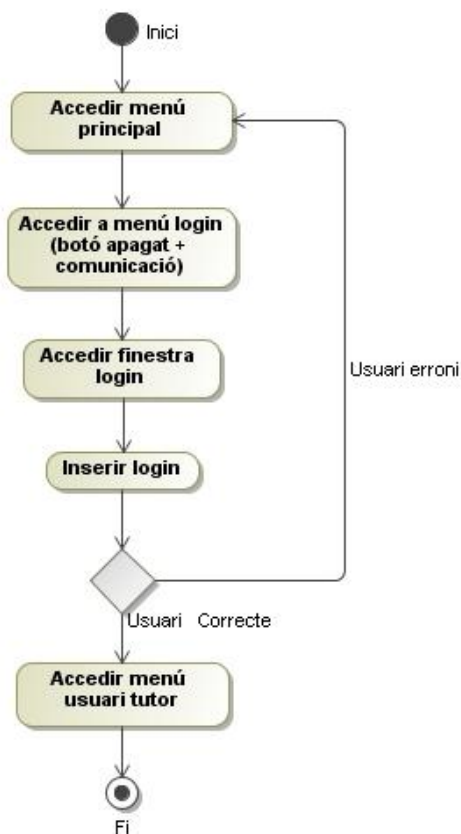 Inici
Accedir menú
principal
Accedir a menú login
(botó apagat +
comunicació)
Accedir finestra
login
Usuari erroni
Inserir login
Usuari Correcte
Accedir menú
usuari tutor
Fi